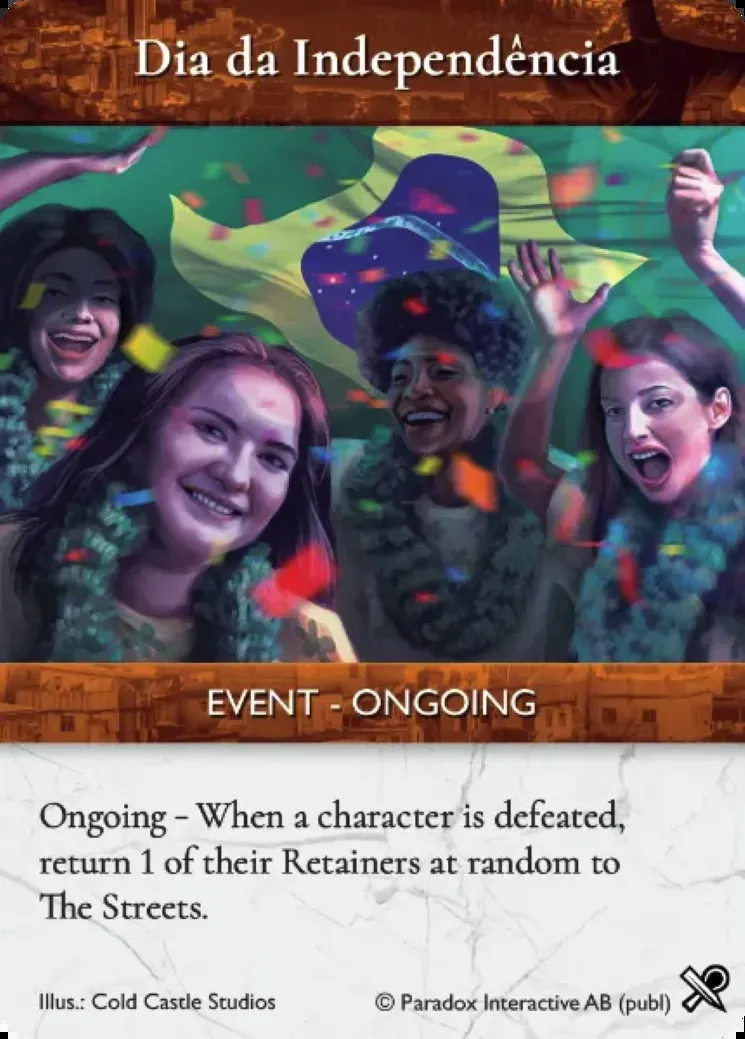 Dia da Independência
EVENT - ONGOING
Ongoing - When a character is defeated,
return 1 of their Retainers at random to
The Streets.
Illus.: Cold Castle Studios
© Paradox Interactive AB (publ)